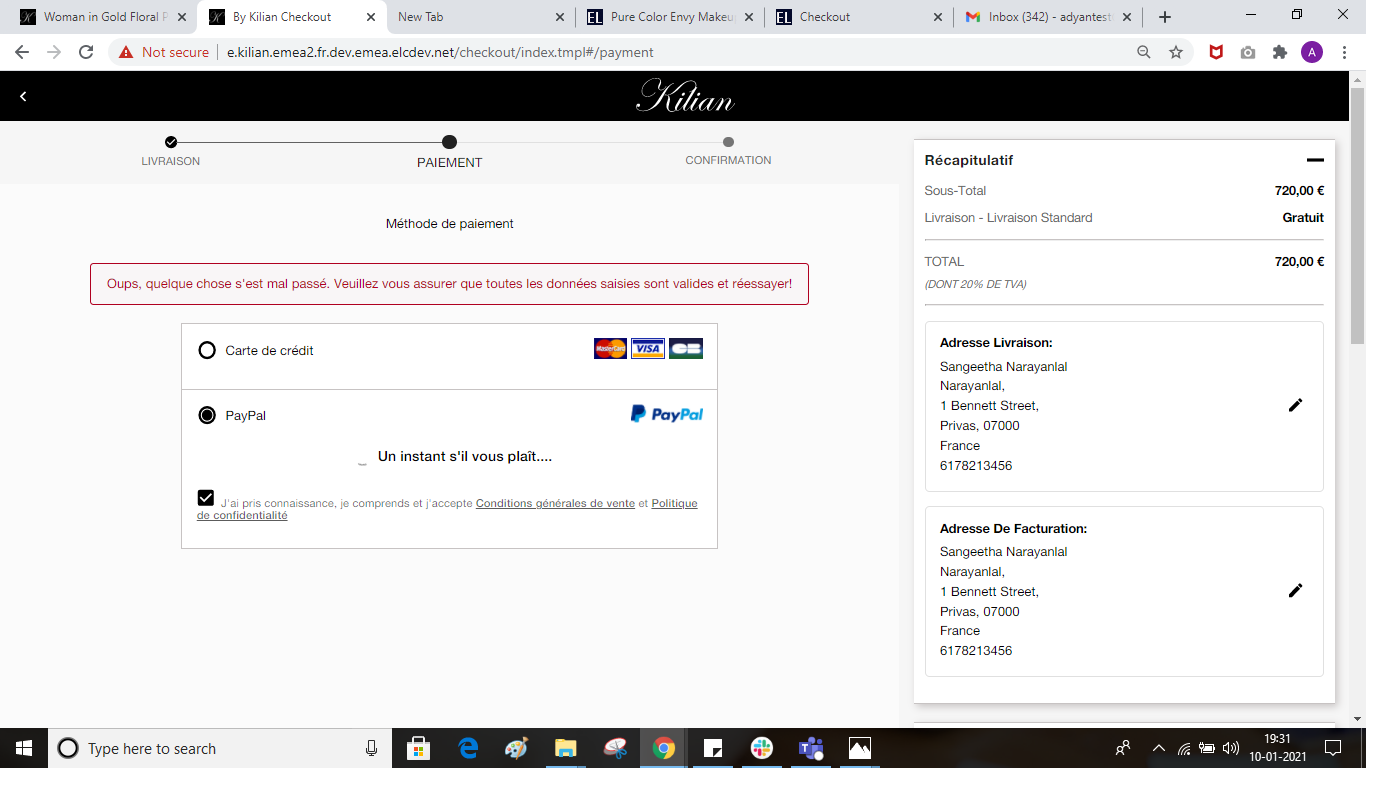 Woman in Gold Floral P
By Kilian Checkout
New Tab
EL
Pure Color Envy Makeu
EL
Checkout
Inbox (342) - adyantest
Not secure
e.kilian.emea2.fr.dev.emea.elcdev.net/checkout/index.tmpl#/payment
A
Kilian
LIVRAISON
PAIEMENT
CONFIRMATION
Méthode de paiement
Oups, quelque chose s'est mal passé. Veuillez vous assurer que toutes les données saisies sont valides et réessayer!
Carte de crédit
MasterCard
VISA
CB
PayPal
PayPal
Un instant s'il vous plaît....
J'ai pris connaissance, je comprends et j'accepte Conditions générales de vente et Politique
de confidentialité
Récapitulatif
Sous-Total 720,00 €
Livraison - Livraison Standard Gratuit
TOTAL 720,00 €
(DONT 20% DE TVA)
Adresse Livraison:
Sangeetha Narayanlal
Narayanlal,
1 Bennett Street,
Privas, 07000
France
6178213456
Adresse De Facturation:
Sangeetha Narayanlal
Narayanlal,
1 Bennett Street,
Privas, 07000
France
6178213456
Type here to search
19:31
10-01-2021